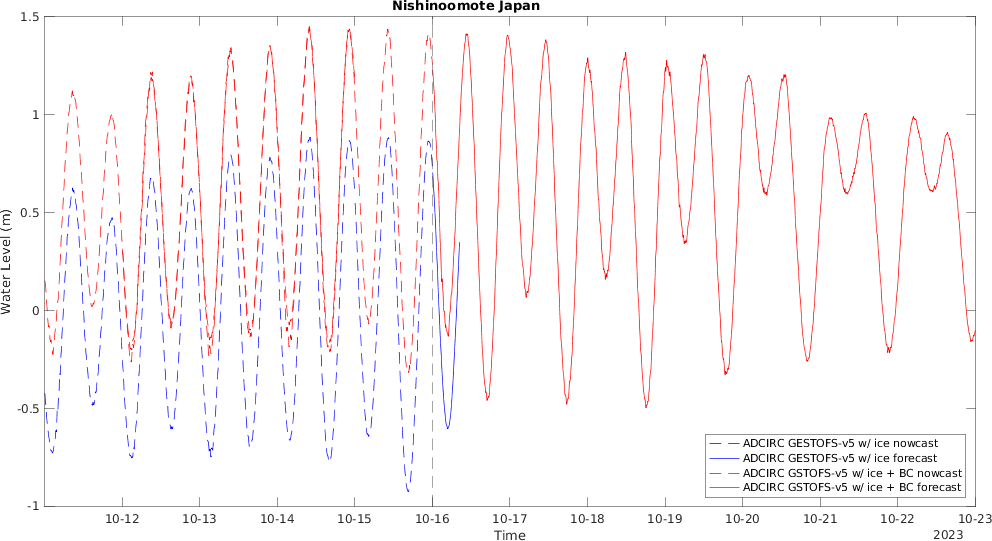 Nishinoomote Japan
1.5
1
0.5
0
-0.5
-1
Water Level (m)
ADCIRC GESTOFS-v5 w/ ice nowcast
ADCIRC GESTOFS-v5 w/ ice forecast
ADCIRC GSTOFS-v5 w/ ice + BC nowcast
ADCIRC GSTOFS-v5 w/ ice + BC forecast
10-12 10-13 10-14 10-15 10-16 10-17 10-18 10-19 10-20 10-21 10-22 10-23
Time
2023